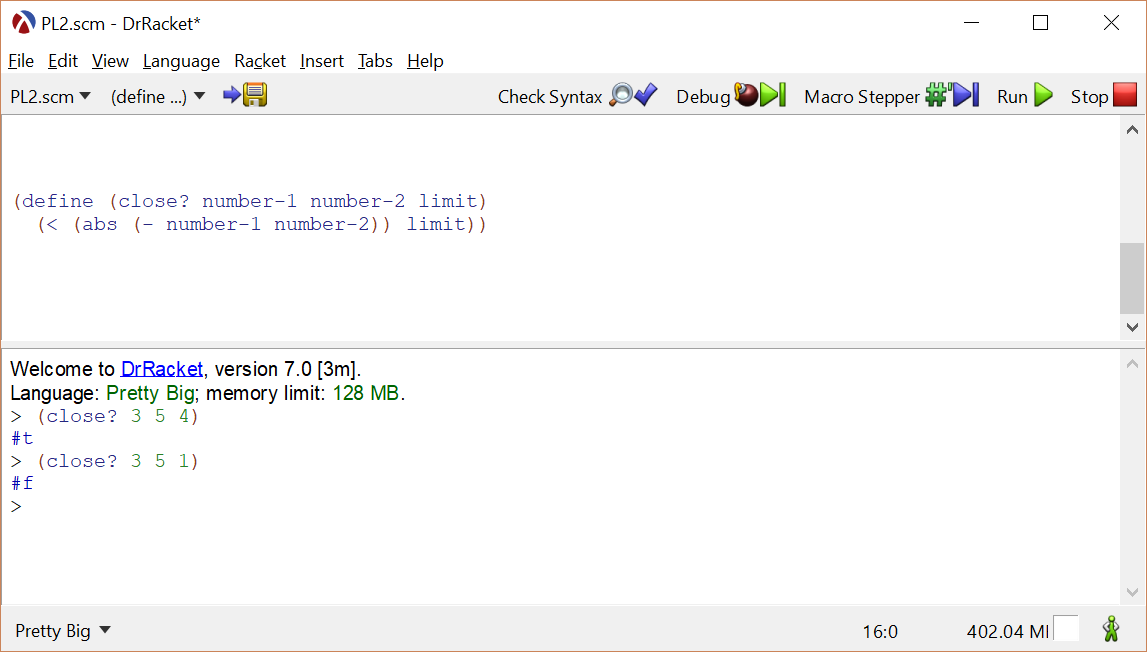 PL2.scm - DrRacket*
File Edit View Language Racket Insert Tabs Help
PL2.scm (define ...) Check Syntax Debug Macro Stepper #' Run Stop
(define (close? number-1 number-2 limit)
(< (abs (- number-1 number-2)) limit))
Welcome to DrRacket, version 7.0 [3m].
Language: Pretty Big; memory limit: 128 MB.
> (close? 3 5 4)
#t
> (close? 3 5 1)
#f
>
Pretty Big 16:0 402.04